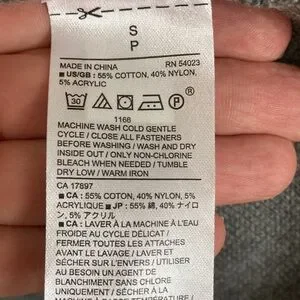 S
P
MADE IN CHINA RN 54023
■ US/GB : 55% COTTON, 40% NYLON,
5% ACRYLIC
30 P
1168
MACHINE WASH COLD GENTLE
CYCLE / CLOSE ALL FASTENERS
BEFORE WASHING / WASH AND DRY
INSIDE OUT / ONLY NON-CHLORINE
BLEACH WHEN NEEDED / TUMBLE
DRY LOW / WARM IRON
CA 17897
■ CA : 55% COTTON, 40% NYLON, 5%
ACRYLIQUE ■ JP : 55% 綿, 40% ナイロ
ン, 5% アクリル
■ CA : LAVER À LA MACHINE À L'EAU
FROIDE AU CYCLE DÉLICAT /
FERMER TOUTES LES ATTACHES
AVANT LE LAVAGE / LAVER ET
SÉCHER SUR L'ENVERS / UTILISER
AU BESOIN UN AGENT DE
BLANCHIMENT SANS CHLORE
UNIQUEMENT / SÉCHER À LA